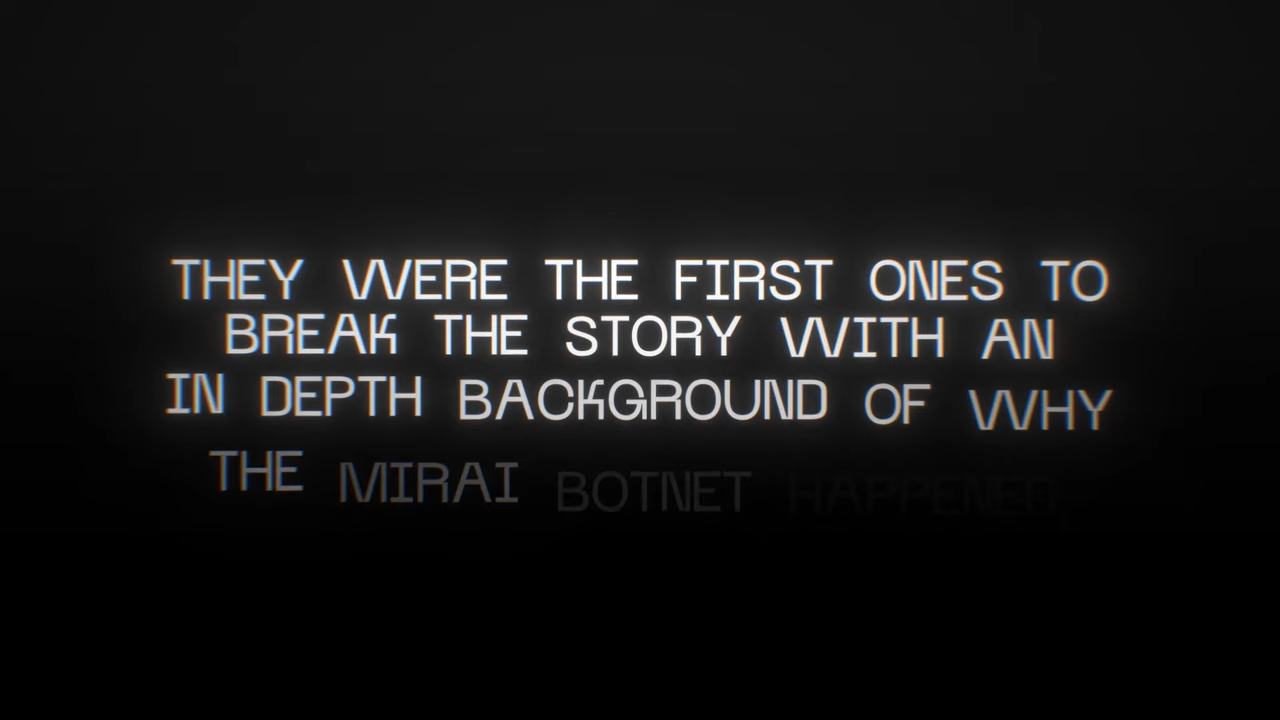 THEY WERE THE FIRST ONES TO
BREAK THE STORY WITH AN
IN DEPTH BACKGROUND OF WHY
THE MIRAI BOTNET HAPPENED,